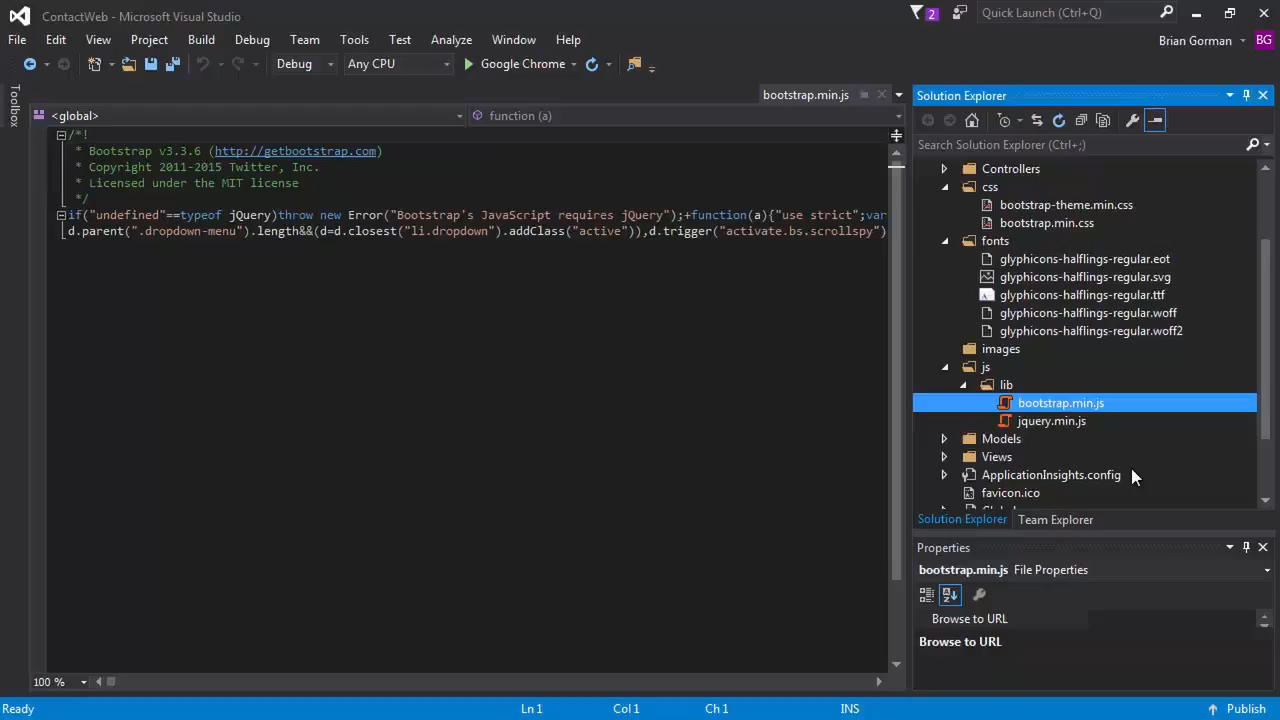 ContactWeb - Microsoft Visual Studio
2
Quick Launch (Ctrl+Q)
File Edit View Project Build Debug Team Tools Test Analyze Window Help
Brian Gorman BG
Debug Any CPU Google Chrome
Toolbox
bootstrap.min.js
<global> function (a)
/*!
* Bootstrap v3.3.6 (http://getbootstrap.com)
* Copyright 2011-2015 Twitter, Inc.
* Licensed under the MIT license
*/
if("undefined"==typeof jQuery)throw new Error("Bootstrap's JavaScript requires jQuery");+function(a){"use strict";var
d.parent(".dropdown-menu").length&&(d=d.closest("li.dropdown").addClass("active")),d.trigger("activate.bs.scrollspy")
100 %
Solution Explorer
Search Solution Explorer (Ctrl+;)
Controllers
css
bootstrap-theme.min.css
bootstrap.min.css
fonts
glyphicons-halflings-regular.eot
glyphicons-halflings-regular.svg
glyphicons-halflings-regular.ttf
glyphicons-halflings-regular.woff
glyphicons-halflings-regular.woff2
images
js
lib
bootstrap.min.js
jquery.min.js
Models
Views
ApplicationInsights.config
favicon.ico
Solution Explorer Team Explorer
Properties
bootstrap.min.js File Properties
Browse to URL
Browse to URL
Ready Ln 1 Col 1 Ch 1 INS Publish